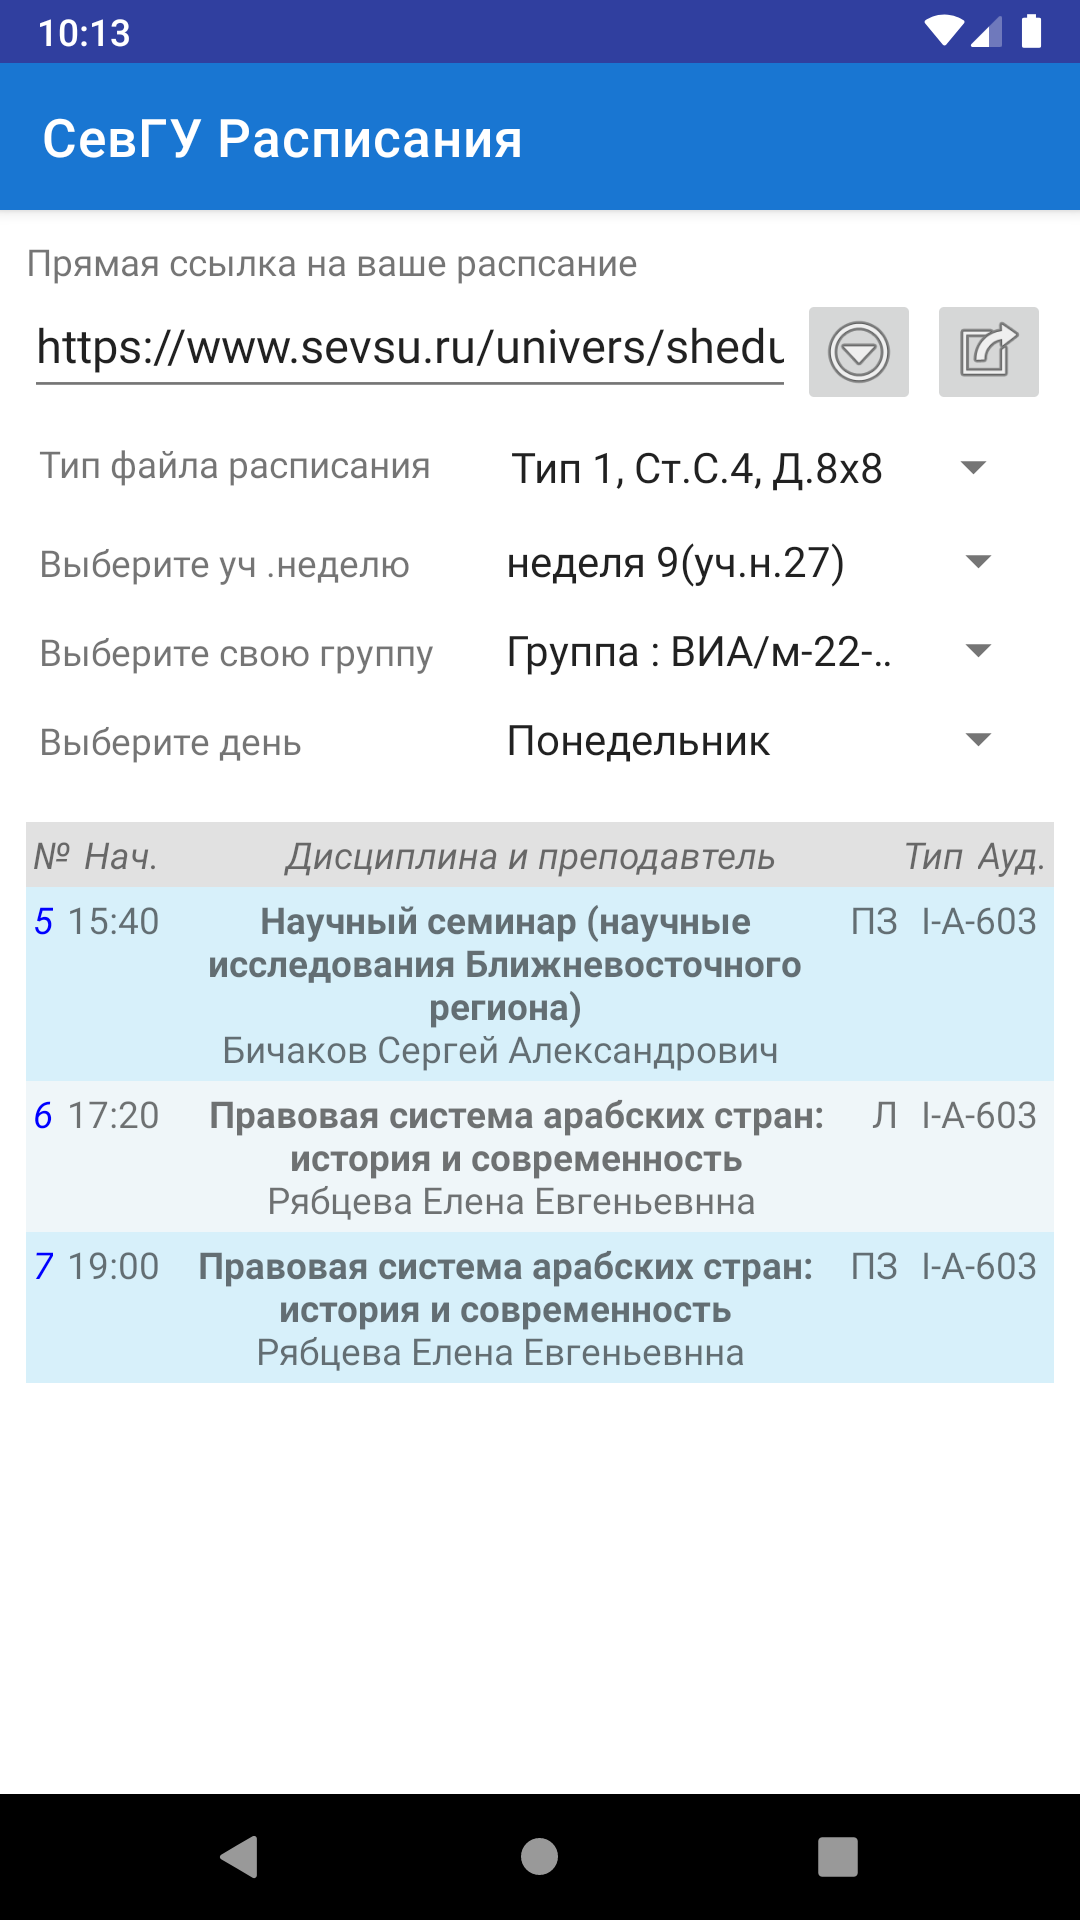 10:13
СевГУ Расписания
Прямая ссылка на ваше распсание
https://www.sevsu.ru/univers/shedu
Тип файла расписания Тип 1, Ст.С.4, Д.8x8
Выберите уч .неделю неделя 9(уч.н.27)
Выберите свою группу Группа : ВИА/м-22-..
Выберите день Понедельник
№ Нач. Дисциплина и преподавтель Тип Ауд.
5 15:40 Научный семинар (научные ПЗ I-А-603
исследования Ближневосточного
региона)
Бичаков Сергей Александрович
6 17:20 Правовая система арабских стран: Л I-А-603
история и современность
Рябцева Елена Евгеньевнна
7 19:00 Правовая система арабских стран: ПЗ I-А-603
история и современность
Рябцева Елена Евгеньевнна